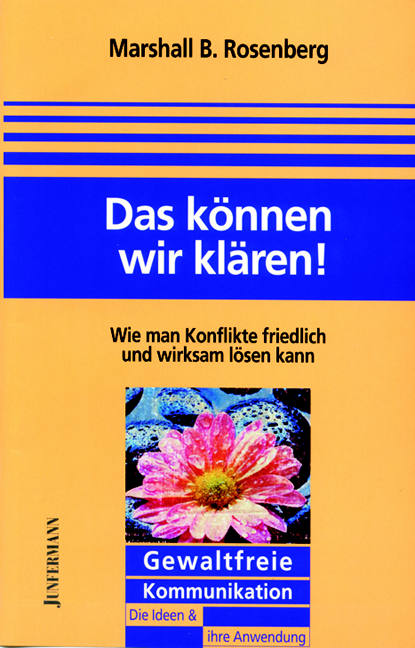 Marshall B. Rosenberg
Das können
wir klären!
Wie man Konflikte friedlich
und wirksam lösen kann
JUNFERMANN
Gewaltfreie
Kommunikation
Die Ideen &
ihre Anwendung